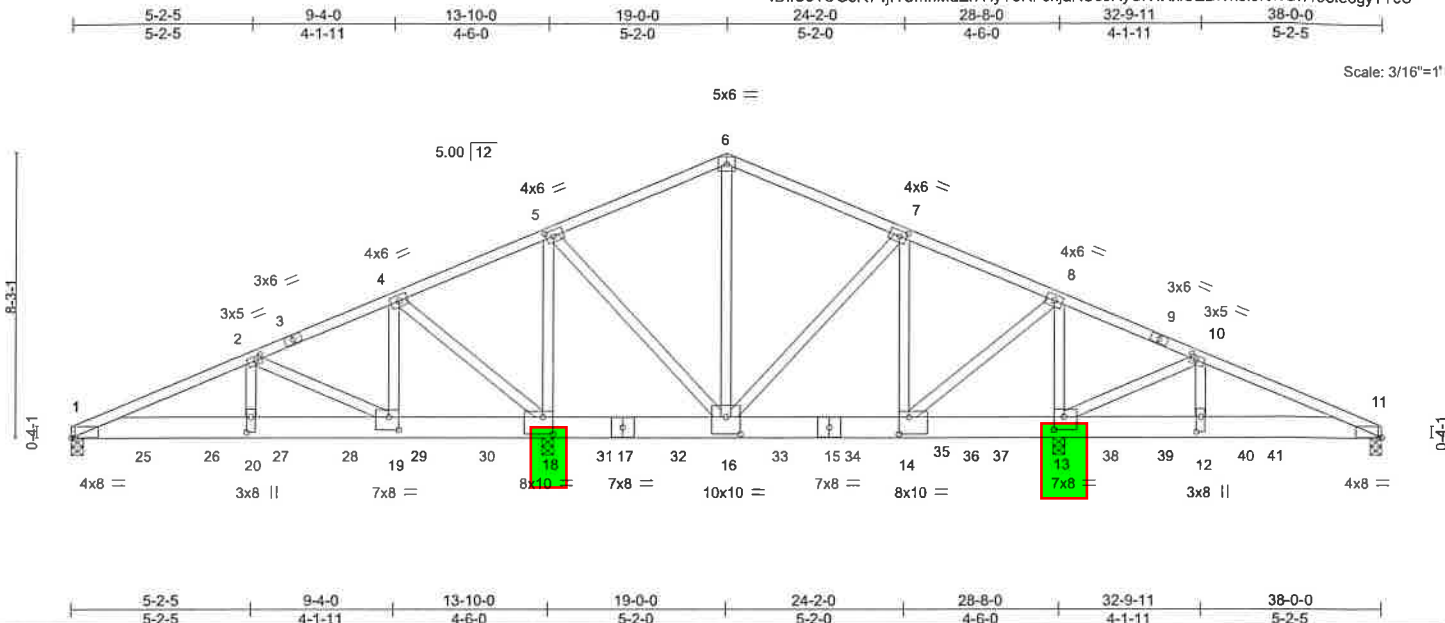 5-2-5 9-4-0 13-10-0 19-0-0 24-2-0 28-8-0 32-9-11 38-0-0
5-2-5 4-1-11 4-6-0 5-2-0 5-2-0 4-6-0 4-1-11 5-2-5
Scale: 3/16"=1'
5x6 =
6
5.00 12
4x6 =
5
4x6 =
7
4x6 =
4
4x6 =
8
3x6 =
3
3x6 =
9
3x5 =
2
3x5 =
10
8-3-1
1
11
0-4-1
0-4-1
25 26 20 27 28 19 29 30 18 31 17 32 16 33 15 34 14 35 36 37 13 38 39 12 40 41
4x8 = 3x8 || 7x8 = 8x10 = 7x8 = 10x10 = 7x8 = 8x10 = 7x8 = 3x8 || 4x8 =
5-2-5 9-4-0 13-10-0 19-0-0 24-2-0 28-8-0 32-9-11 38-0-0
5-2-5 4-1-11 4-6-0 5-2-0 5-2-0 4-6-0 4-1-11 5-2-5